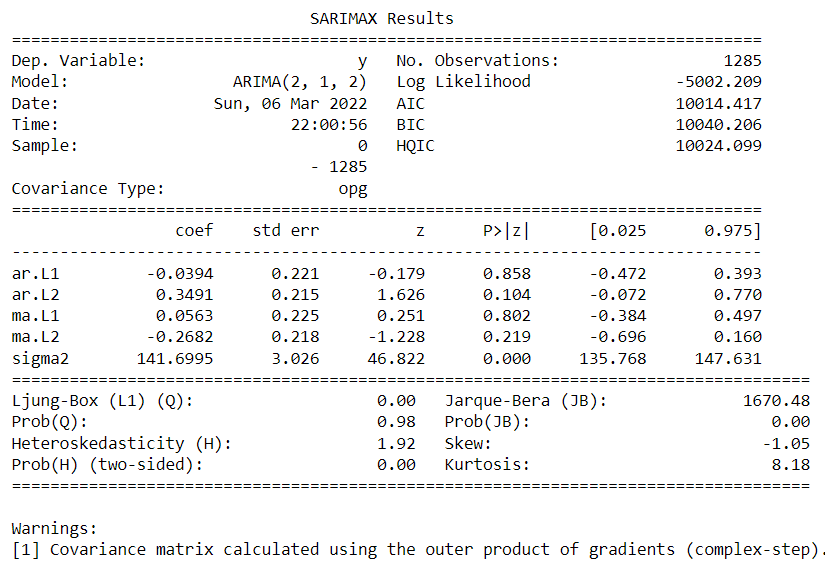 SARIMAX Results
==============================================================================
Dep. Variable:                      y   No. Observations:                 1285
Model:                 ARIMA(2, 1, 2)   Log Likelihood               -5002.209
Date:                Sun, 06 Mar 2022   AIC                          10014.417
Time:                        22:00:56   BIC                          10040.206
Sample:                             0   HQIC                         10024.099
                               - 1285
Covariance Type:                  opg
==============================================================================
                 coef    std err          z      P>|z|      [0.025      0.975]
------------------------------------------------------------------------------
ar.L1         -0.0394      0.221     -0.179      0.858      -0.472       0.393
ar.L2          0.3491      0.215      1.626      0.104      -0.072       0.770
ma.L1          0.0563      0.225      0.251      0.802      -0.384       0.497
ma.L2         -0.2682      0.218     -1.228      0.219      -0.696       0.160
sigma2       141.6995      3.026     46.822      0.000     135.768     147.631
===================================================================================
Ljung-Box (L1) (Q):                   0.00   Jarque-Bera (JB):              1670.48
Prob(Q):                              0.98   Prob(JB):                         0.00
Heteroskedasticity (H):               1.92   Skew:                            -1.05
Prob(H) (two-sided):                  0.00   Kurtosis:                         8.18
===================================================================================
Warnings:
[1] Covariance matrix calculated using the outer product of gradients (complex-step).